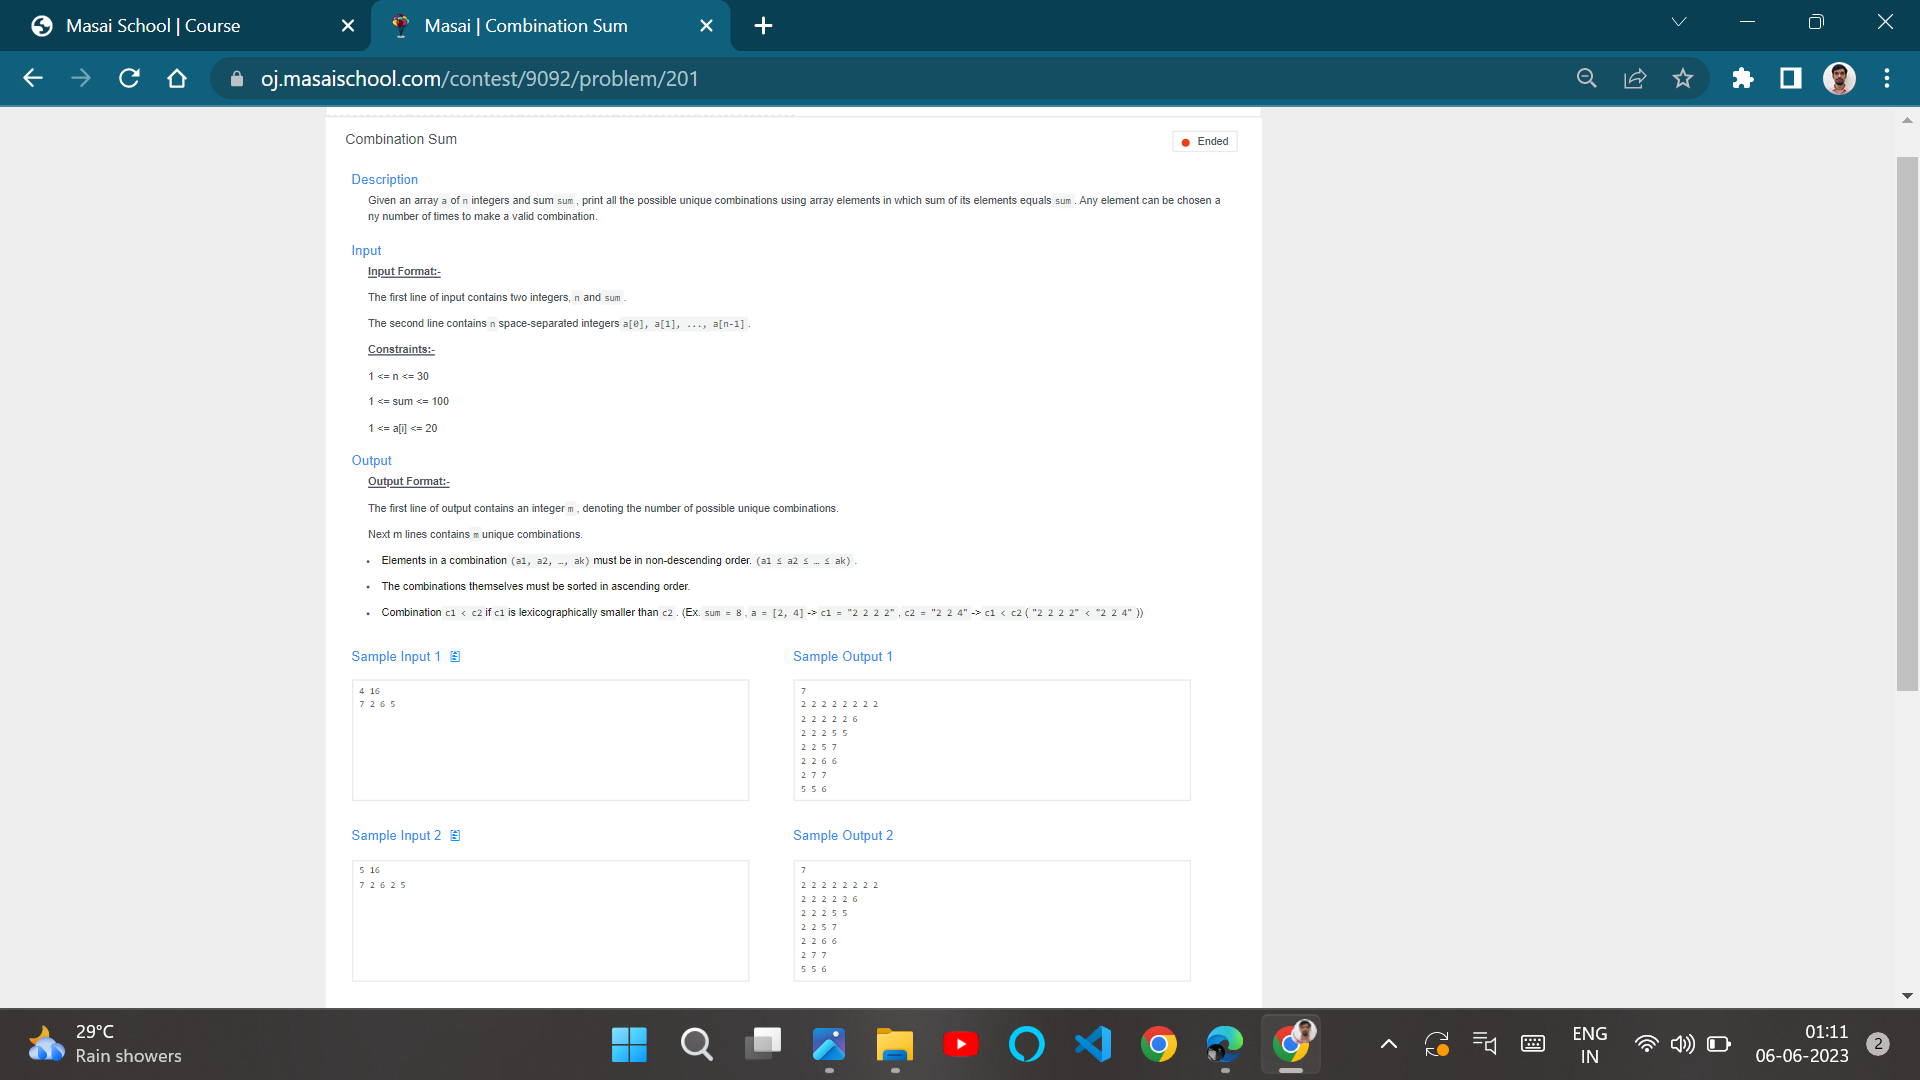 Masai School | Course
Masai | Combination Sum
oj.masaischool.com/contest/9092/problem/201
Combination Sum
Ended
Description
Given an array a of n integers and sum sum , print all the possible unique combinations using array elements in which sum of its elements equals sum . Any element can be chosen a
ny number of times to make a valid combination.
Input
Input Format:-
The first line of input contains two integers, n and sum .
The second line contains n space-separated integers a[0], a[1], ..., a[n-1] .
Constraints:-
1 <= n <= 30
1 <= sum <= 100
1 <= a[i] <= 20
Output
Output Format:-
The first line of output contains an integer m , denoting the number of possible unique combinations.
Next m lines contains m unique combinations.
• Elements in a combination (a1, a2, …, ak) must be in non-descending order. (a1 ≤ a2 ≤ … ≤ ak) .
• The combinations themselves must be sorted in ascending order.
• Combination c1 < c2 if c1 is lexicographically smaller than c2 . (Ex. sum = 8 , a = [2, 4] -> c1 = "2 2 2 2" , c2 = "2 2 4" -> c1 < c2 ( "2 2 2 2" < "2 2 4" ))
Sample Input 1
4 16
7 2 6 5
Sample Output 1
7
2 2 2 2 2 2 2 2
2 2 2 2 2 6
2 2 2 5 5
2 2 5 7
2 2 6 6
2 7 7
5 5 6
Sample Input 2
5 16
7 2 6 2 5
Sample Output 2
7
2 2 2 2 2 2 2 2
2 2 2 2 2 6
2 2 2 5 5
2 2 5 7
2 2 6 6
2 7 7
5 5 6
29°C
Rain showers
ENG
IN
01:11
06-06-2023
2